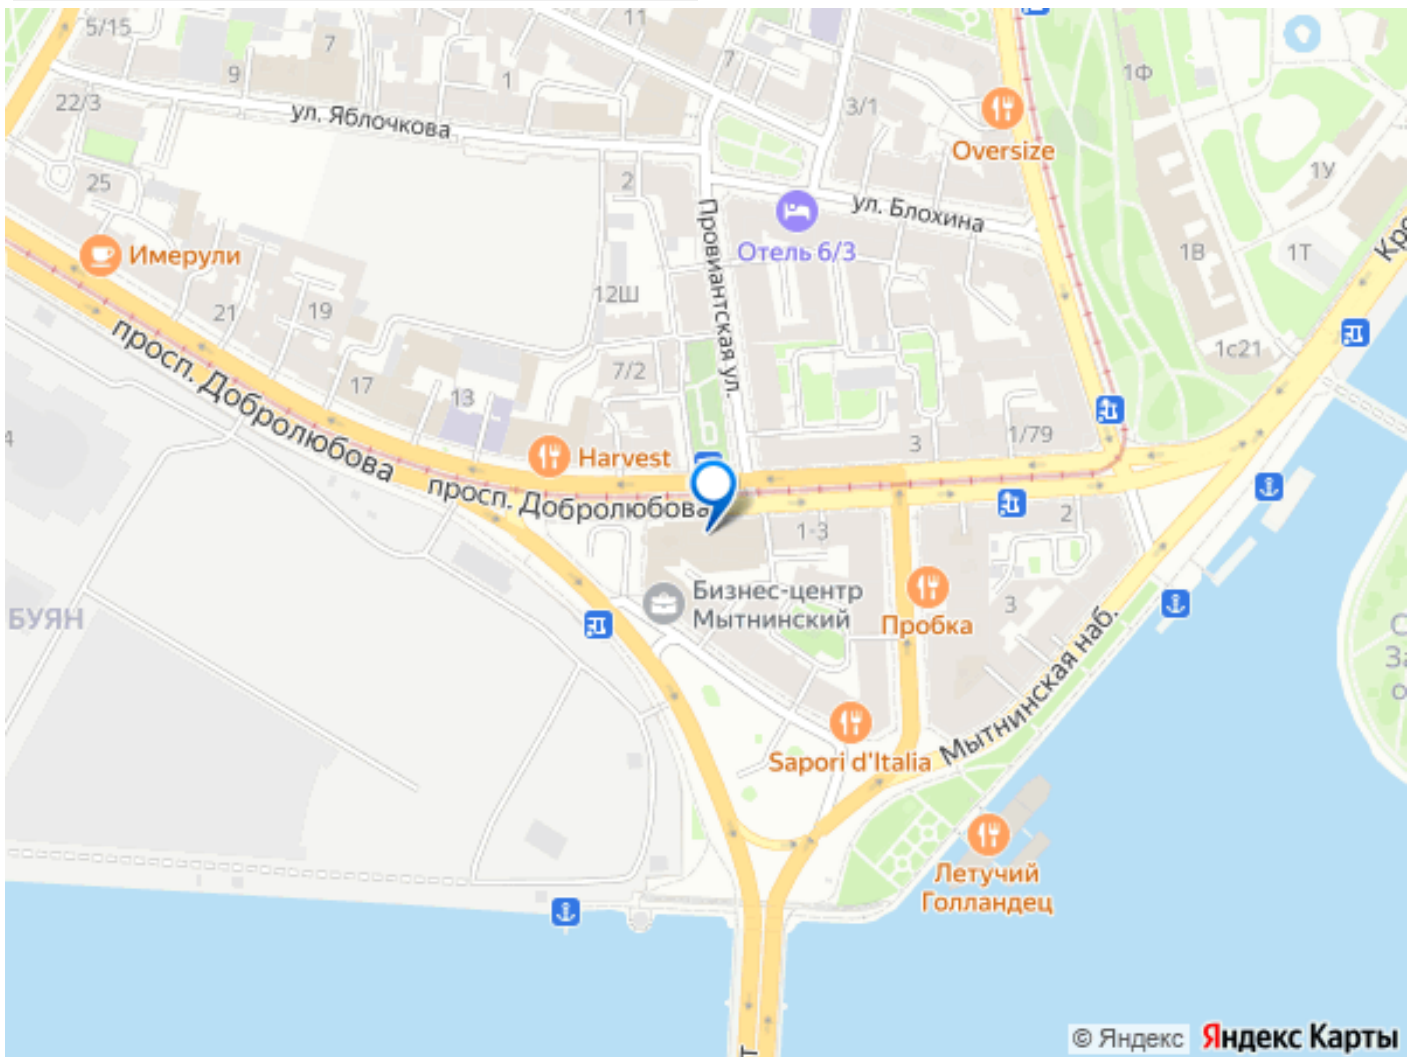 5/15
7
11
9
7
1
1Ф
22/3
ул. Яблочкова
3/1
Oversize
25
2
1У
ул. Блохина
Провиантская ул.
Отель 6/3
Имерули
1В
1Т
12Ш
21
19
просп. Добролюбова
1с21
7/2
17
13
3
1/79
4
Harvest
просп. Добролюбова
1-3
2
Бизнес-центр
Мытнинский
3
БУЯН
Пробка
Мытнинская наб.
Sapori d'Italia
Летучий
Голландец
© Яндекс
Яндекс Карты